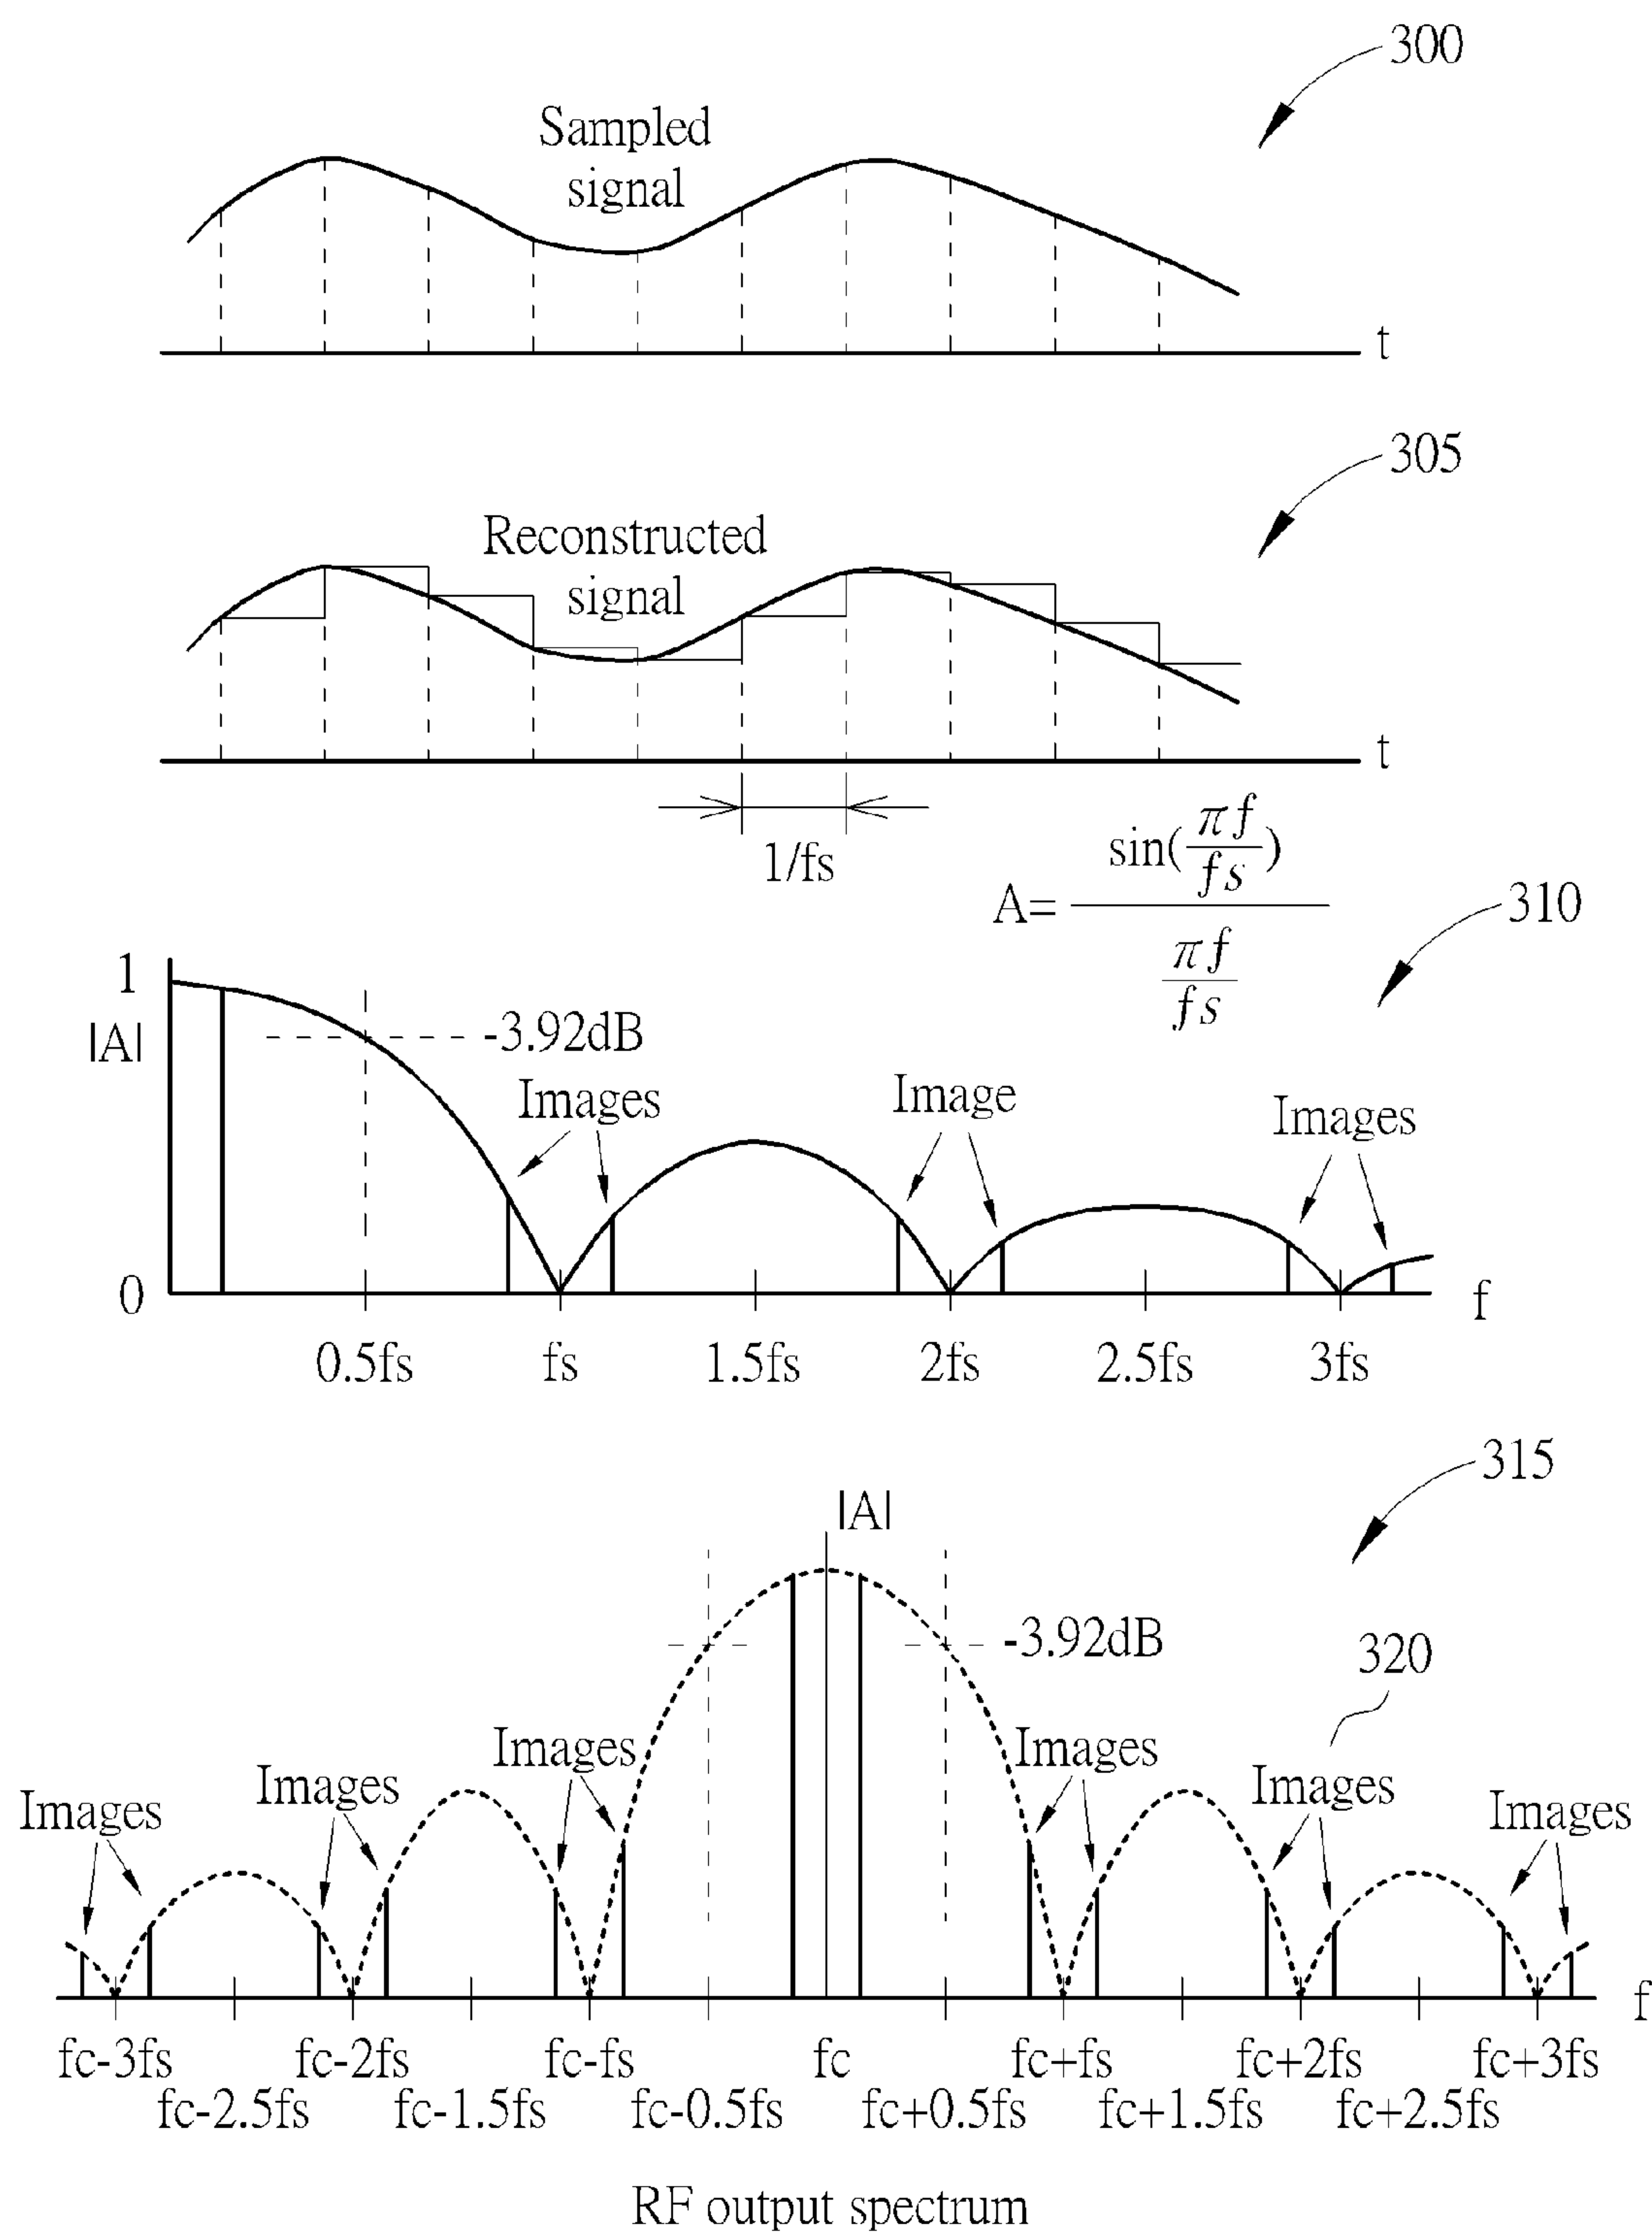 300
Sampled
signal
t
305
Reconstructed
signal
t
1/fs
A= sin(πf/fs) / (πf/fs)
310
1
|A|
-3.92dB
Images
Image
Images
0
f
0.5fs fs 1.5fs 2fs 2.5fs 3fs
315
|A|
-3.92dB
320
Images
Images
Images
Images
Images
Images
f
fc-3fs fc-2fs fc-fs fc fc+fs fc+2fs fc+3fs
fc-2.5fs fc-1.5fs fc-0.5fs fc+0.5fs fc+1.5fs fc+2.5fs
RF output spectrum